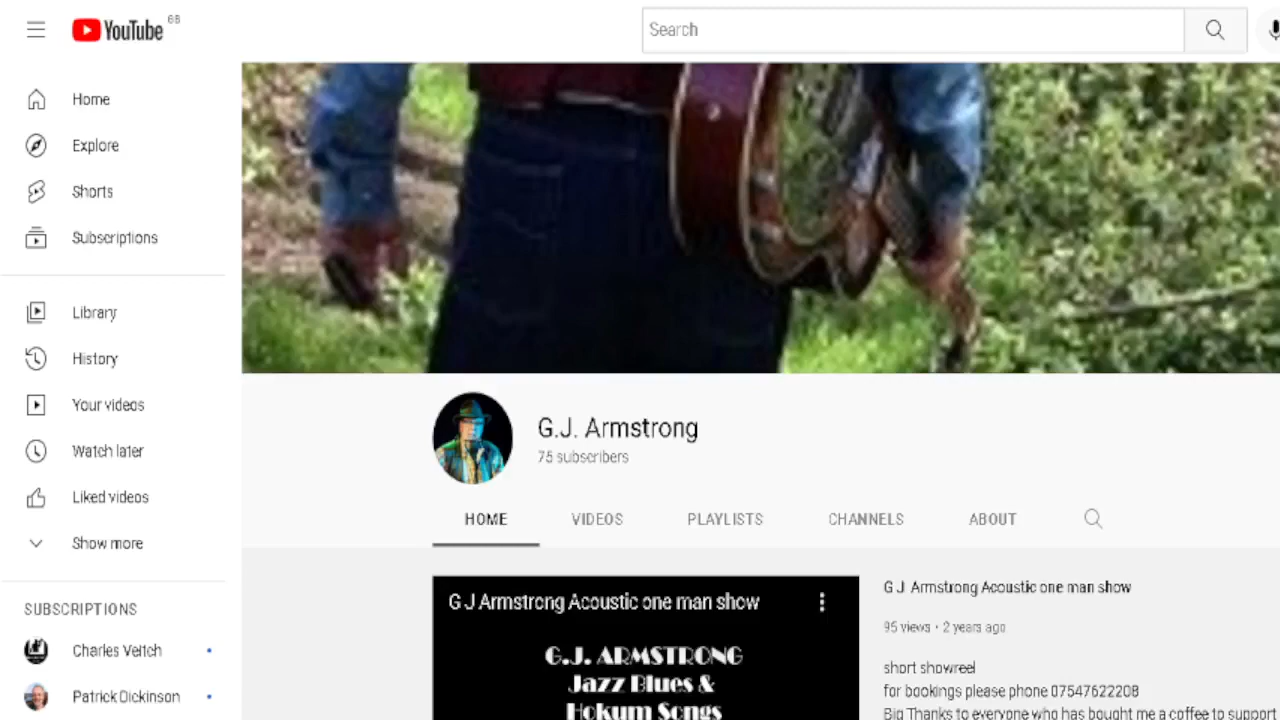 YouTube GB
Search
Home
Explore
Shorts
Subscriptions
Library
History
Your videos
Watch later
Liked videos
Show more
SUBSCRIPTIONS
Charles Veitch
Patrick Dickinson
G.J. Armstrong
75 subscribers
HOME VIDEOS PLAYLISTS CHANNELS ABOUT
G J Armstrong Acoustic one man show
G.J. ARMSTRONG
Jazz Blues &
Hokum Songs
G J Armstrong Acoustic one man show
95 views • 2 years ago
short showreel
for bookings please phone 07547622208
Big Thanks to everyone who has bought me a coffee to support